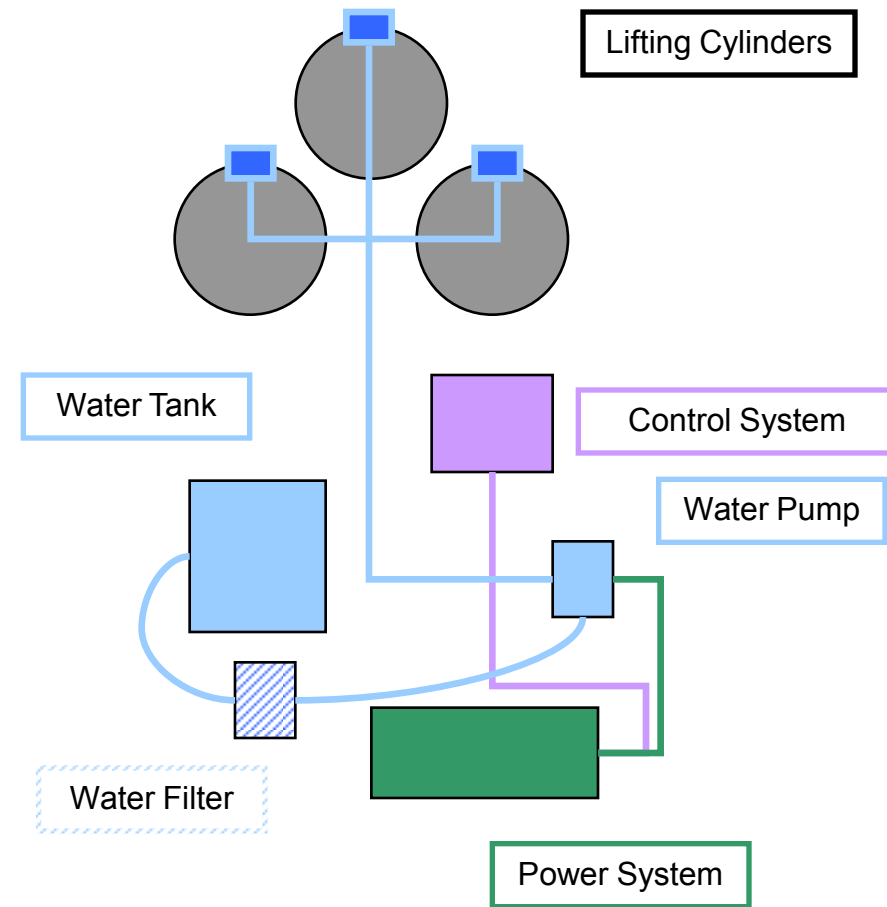 Lifting Cylinders
Water Tank
Control System
Water Pump
Water Filter
Power System